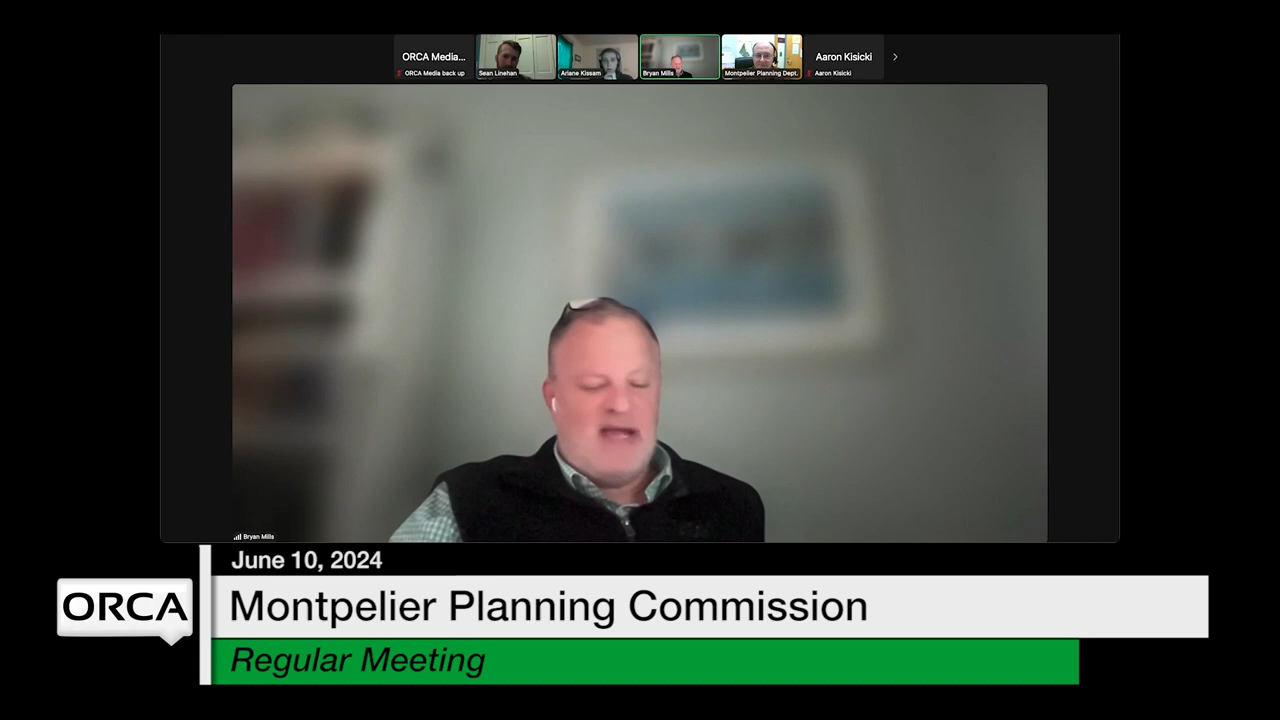 ORCA Media...
ORCA Media back up
Sean Linehan
Ariane Kissam
Bryan Mills
Montpelier Planning Dept.
Aaron Kisicki
Aaron Kisicki
Bryan Mills
June 10, 2024
ORCA
Montpelier Planning Commission
Regular Meeting